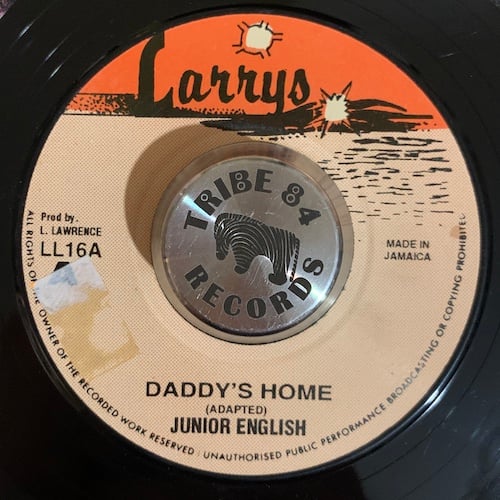 Larrys
TRIBE 84
RECORDS
Prod by.
L. LAWRENCE
LL16A
MADE IN
JAMAICA
DADDY'S HOME
(ADAPTED)
JUNIOR ENGLISH
ALL RIGHTS OF THE OWNER OF THE RECORDED WORK RESERVED : UNAUTHORISED PUBLIC PERFORMANCE BROADCASTING OR COPYING PROHIBITED